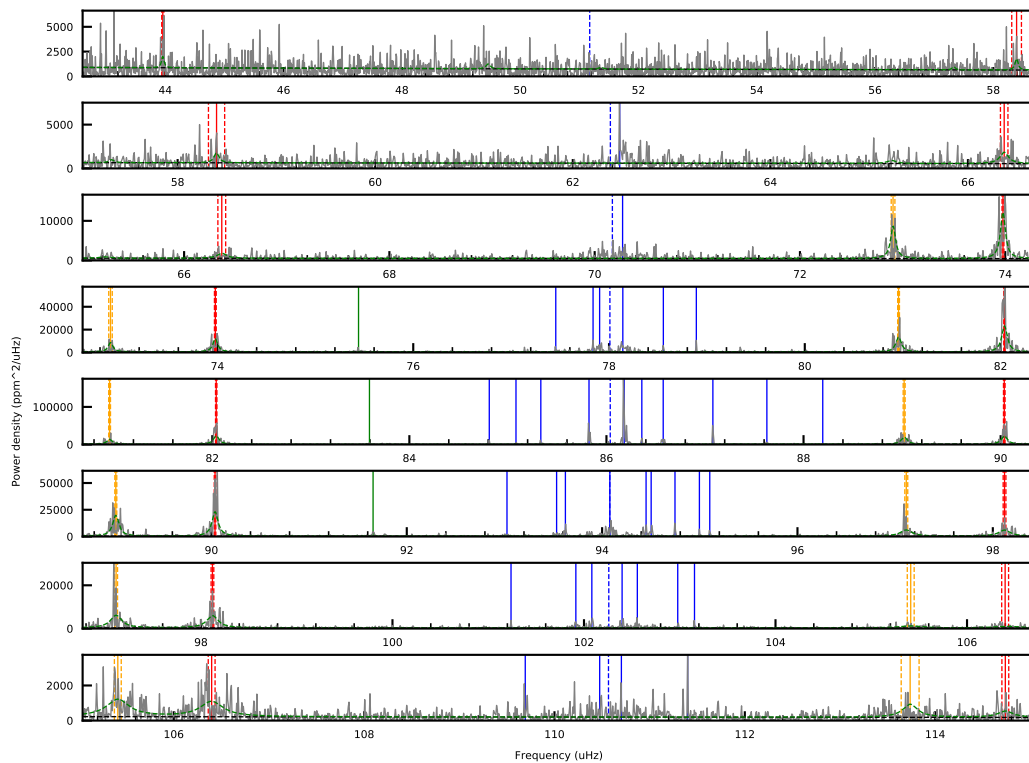 5000
2500
0
44 46 48 50 52 54 56 58
5000
0
58 60 62 64 66
10000
0
66 68 70 72 74
40000
20000
0
74 76 78 80 82
100000
0
82 84 86 88 90
Power density (ppm^2/uHz)
50000
25000
0
90 92 94 96 98
20000
0
98 100 102 104 106
2000
0
106 108 110 112 114
Frequency (uHz)